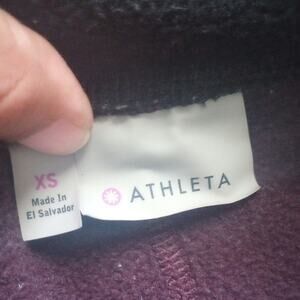 XS
Made In
El Salvador
ATHLETA